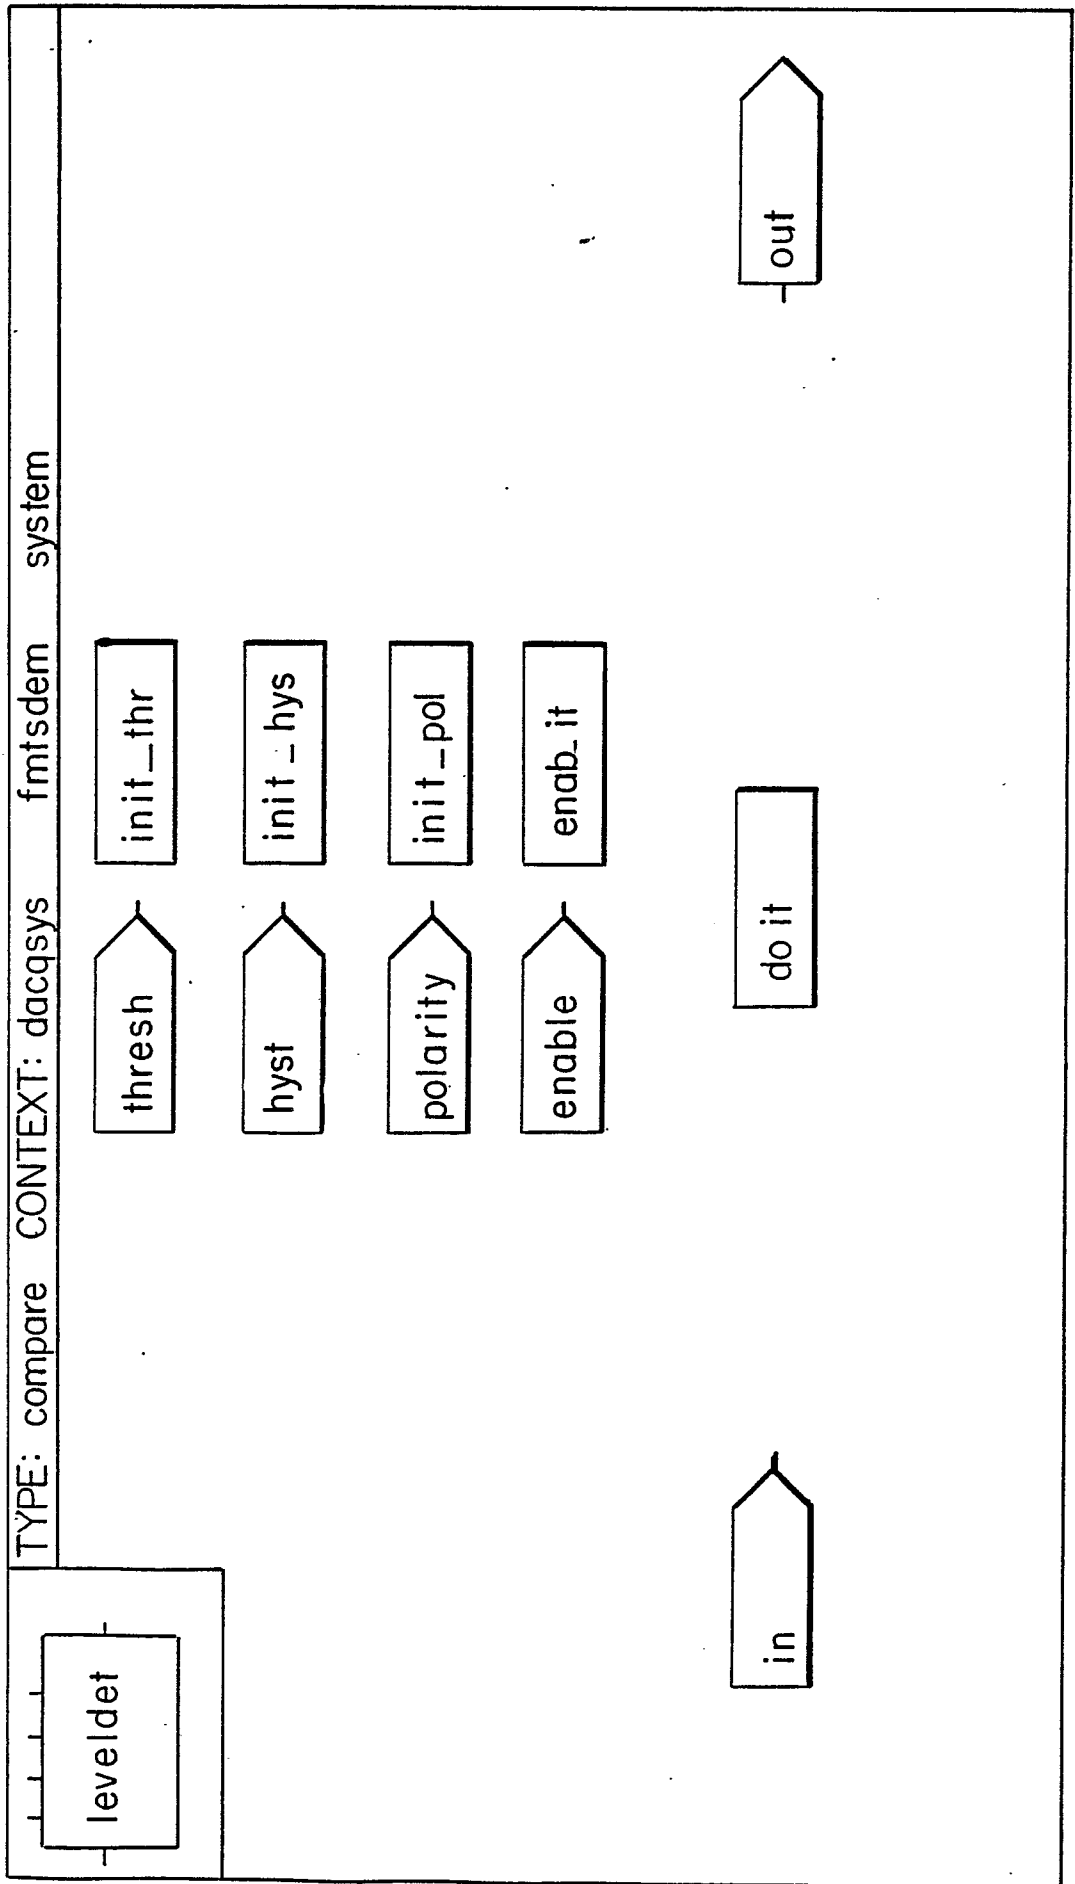 TYPE: compare CONTEXT: dacqsys fmtsdem system
leveldet
thresh init_thr
hyst init_hys
polarity init_pol
enable enab_it
in do it out